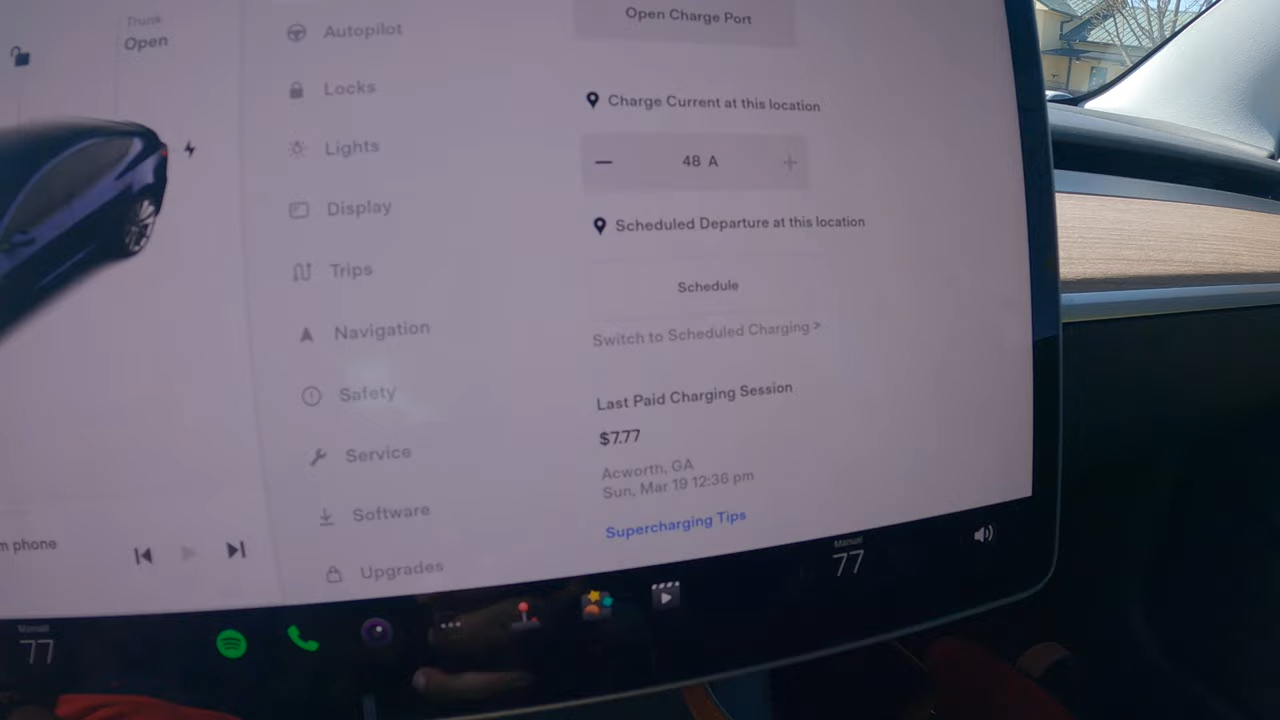 Trunk
Open
Autopilot
Locks
Lights
Display
Trips
Navigation
Safety
Service
Software
Upgrades
Open Charge Port
Charge Current at this location
48 A
Scheduled Departure at this location
Schedule
Switch to Scheduled Charging >
Last Paid Charging Session
$7.77
Acworth, GA
Sun, Mar 19 12:36 pm
Supercharging Tips
m phone
Manual
77
Manual
77